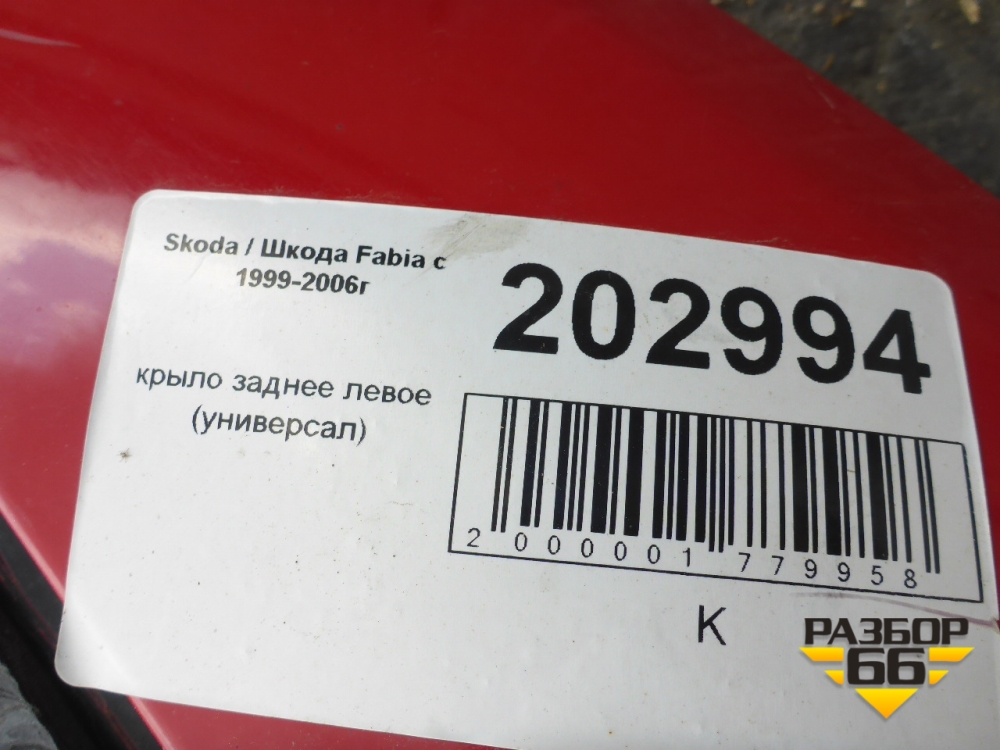 Skoda / Шкода Fabia с
1999-2006г
202994
крыло заднее левое
(универсал)
2 000001 779958
К
РАЗБОР
66